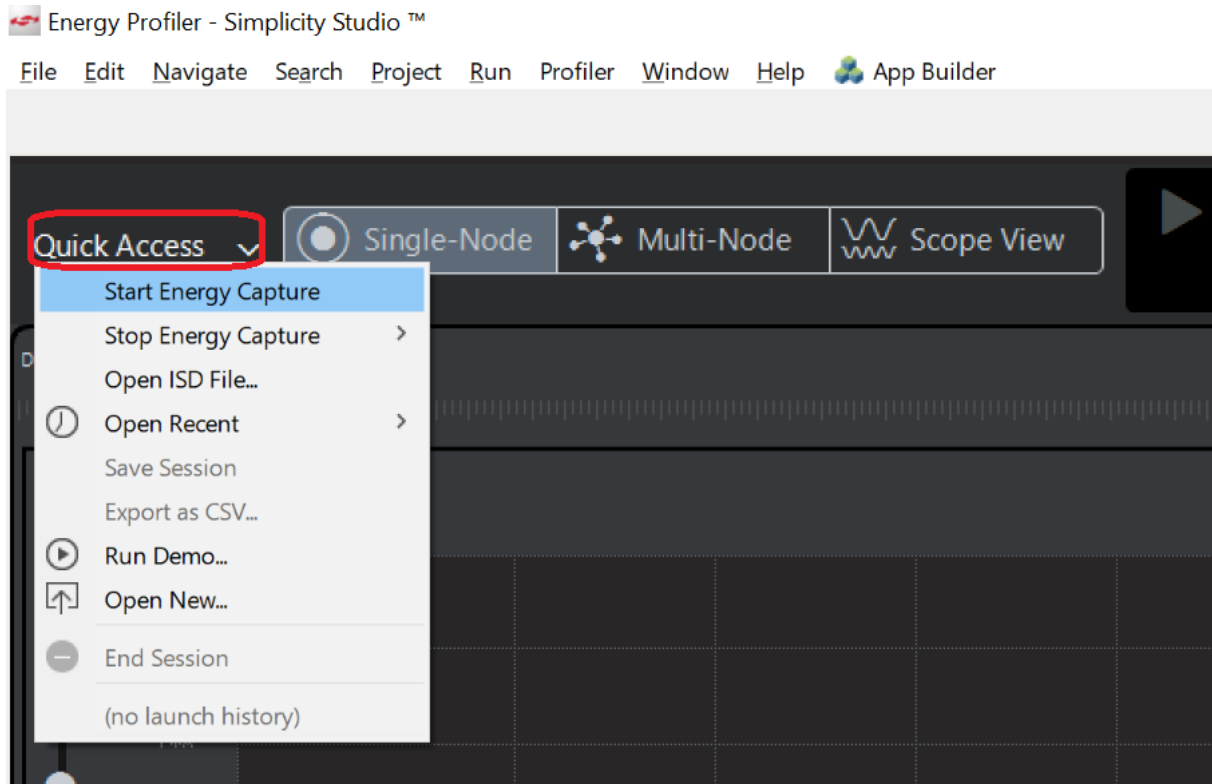 Energy Profiler - Simplicity Studio ™
File Edit Navigate Search Project Run Profiler Window Help App Builder
Quick Access Single-Node Multi-Node Scope View
Start Energy Capture
Stop Energy Capture
Open ISD File...
Open Recent
Save Session
Export as CSV...
Run Demo...
Open New...
End Session
(no launch history)